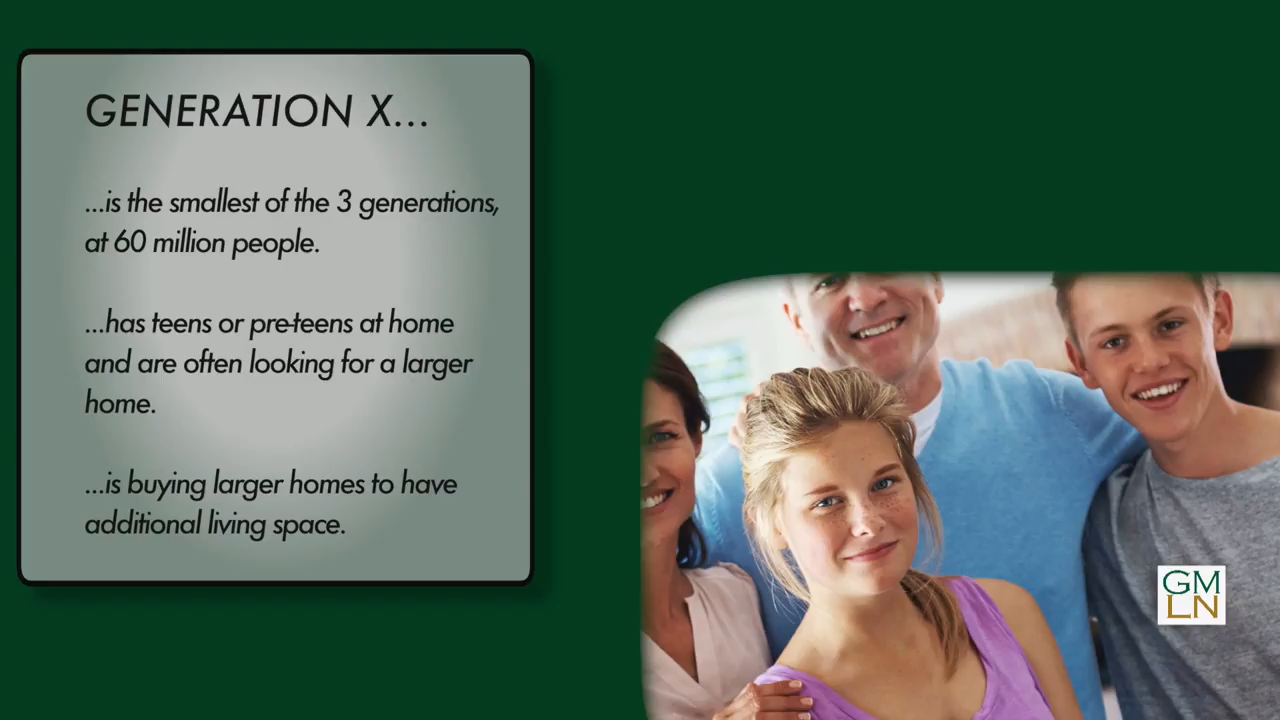 GENERATION X...
...is the smallest of the 3 generations,
at 60 million people.
...has teens or pre-teens at home
and are often looking for a larger
home.
...is buying larger homes to have
additional living space.
GM
LN